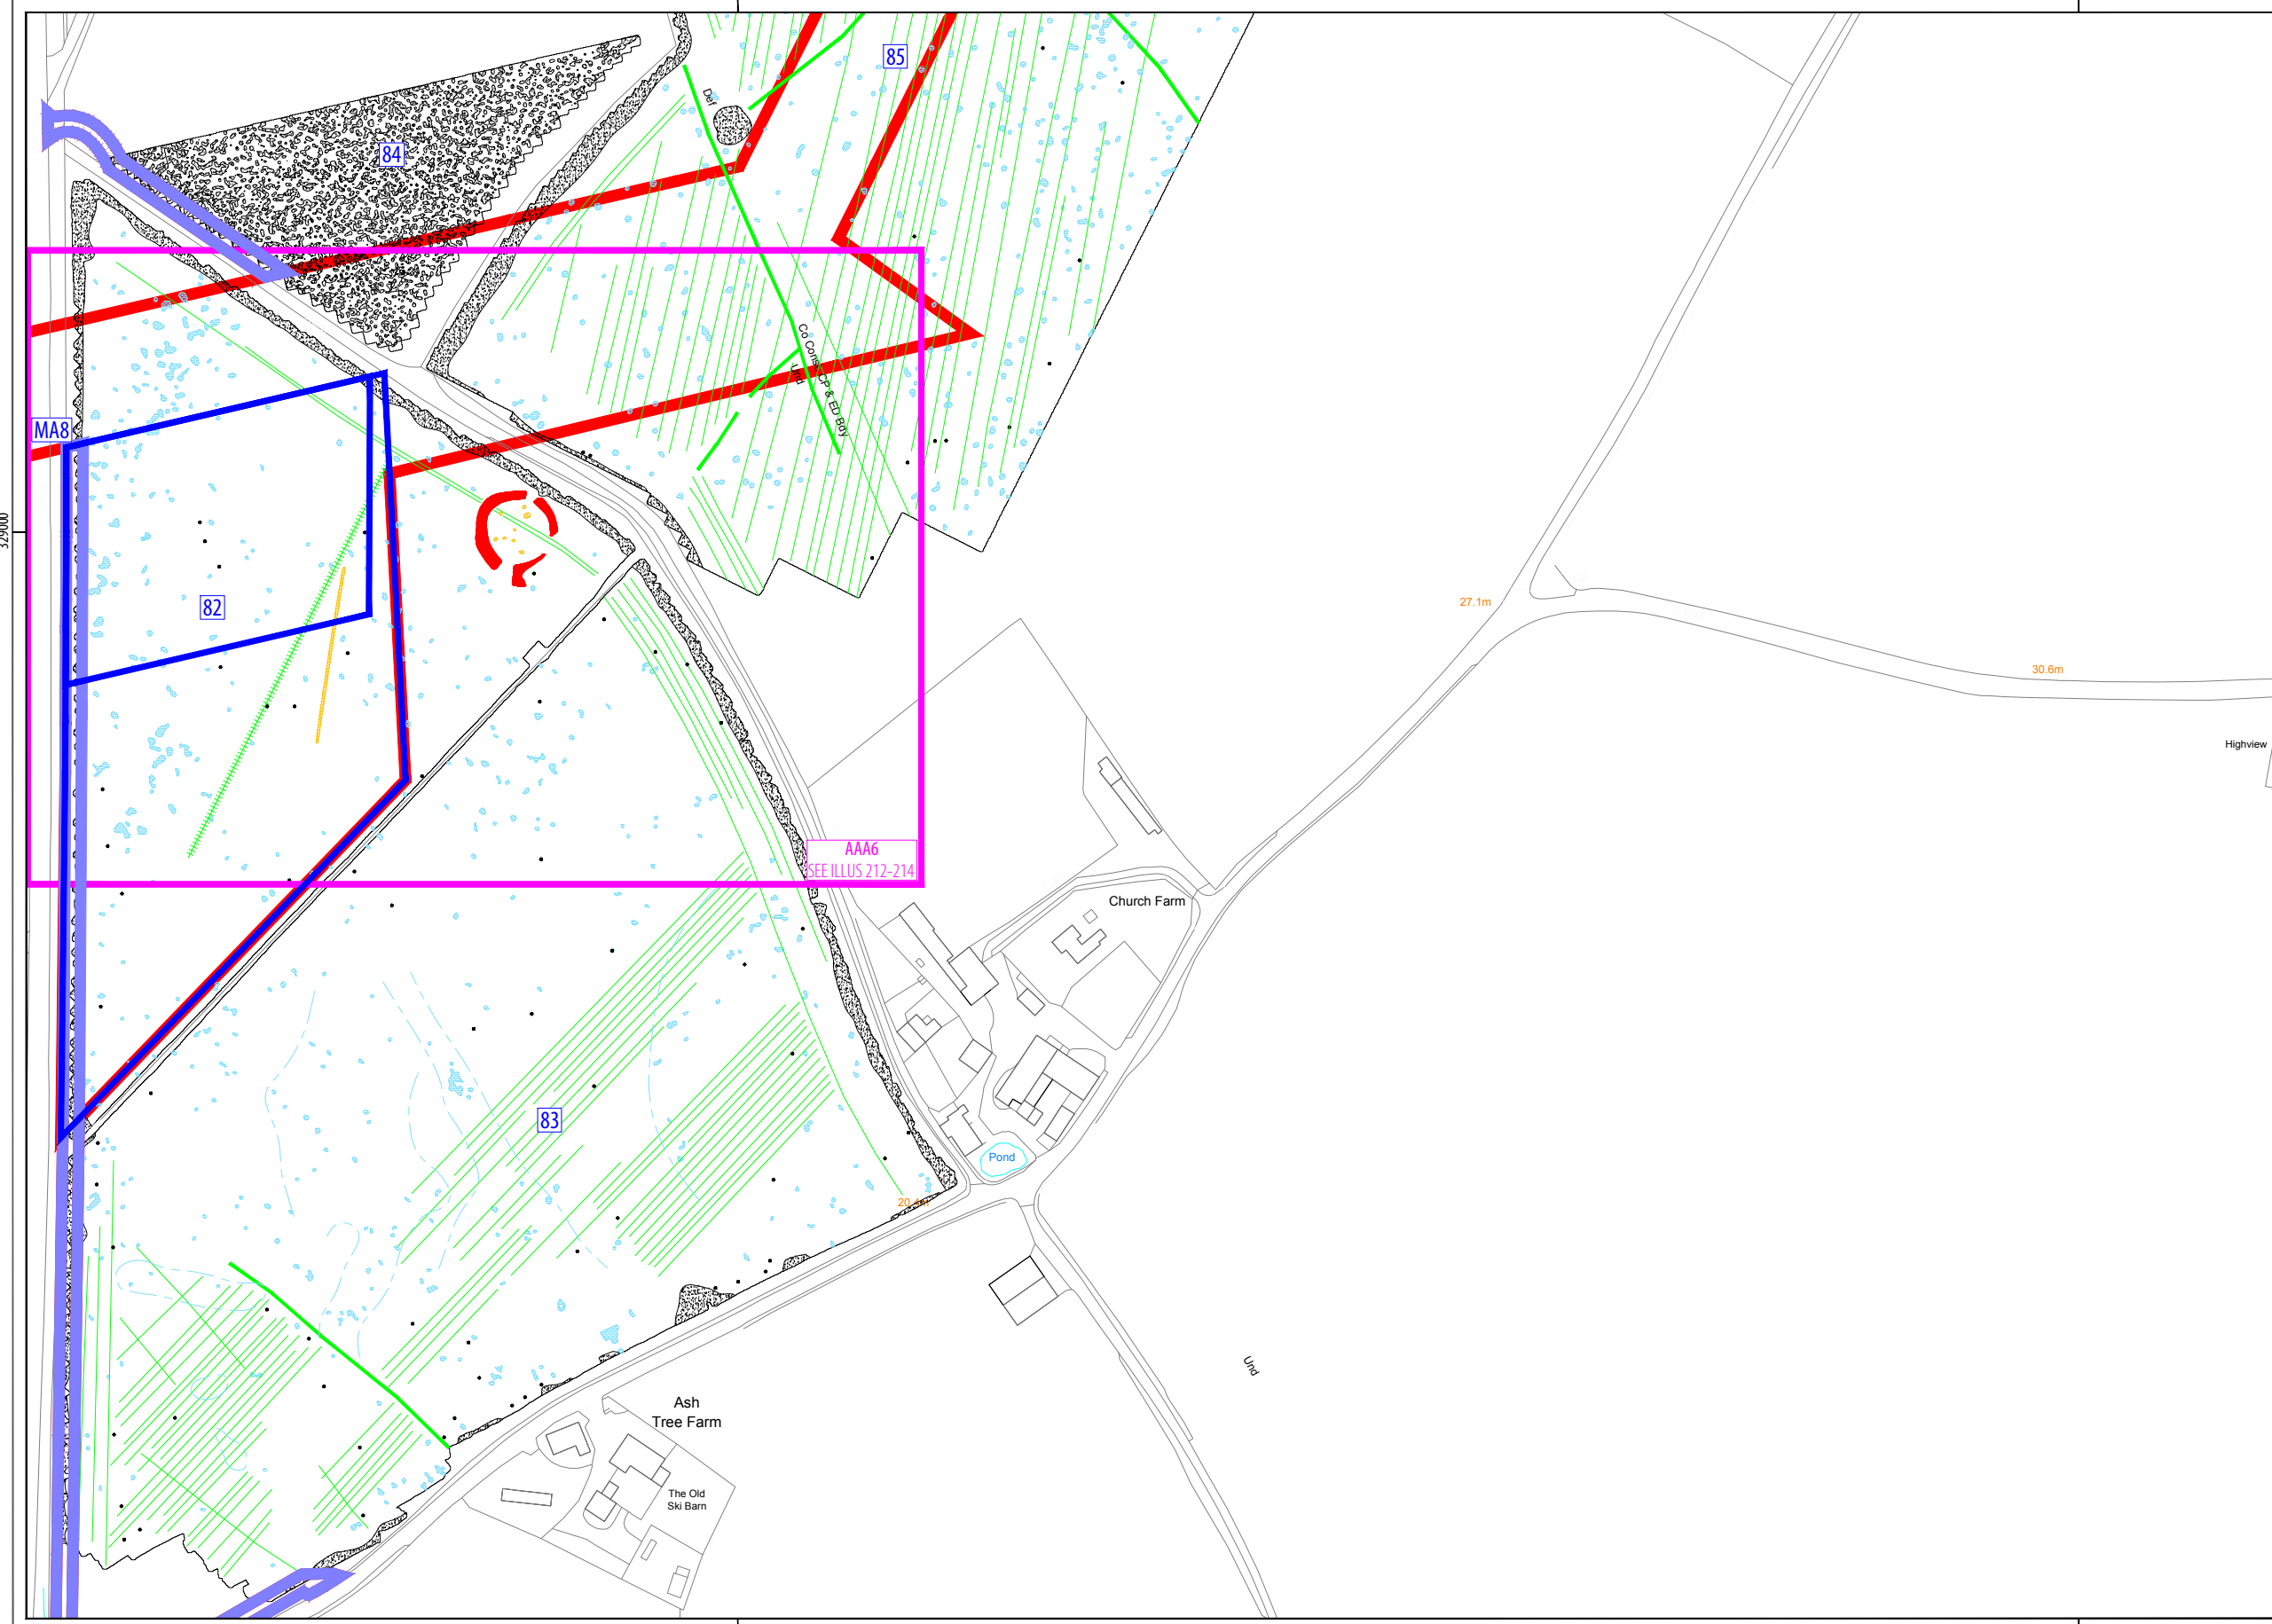 85
Def
84
Co Const, CP & ED Bdy
Und
MA8
329000
82
27.1m
30.6m
Highview
AAA6
SEE ILLUS 212-214
Church Farm
83
Pond
Und
Ash
Tree Farm
The Old
Ski Barn